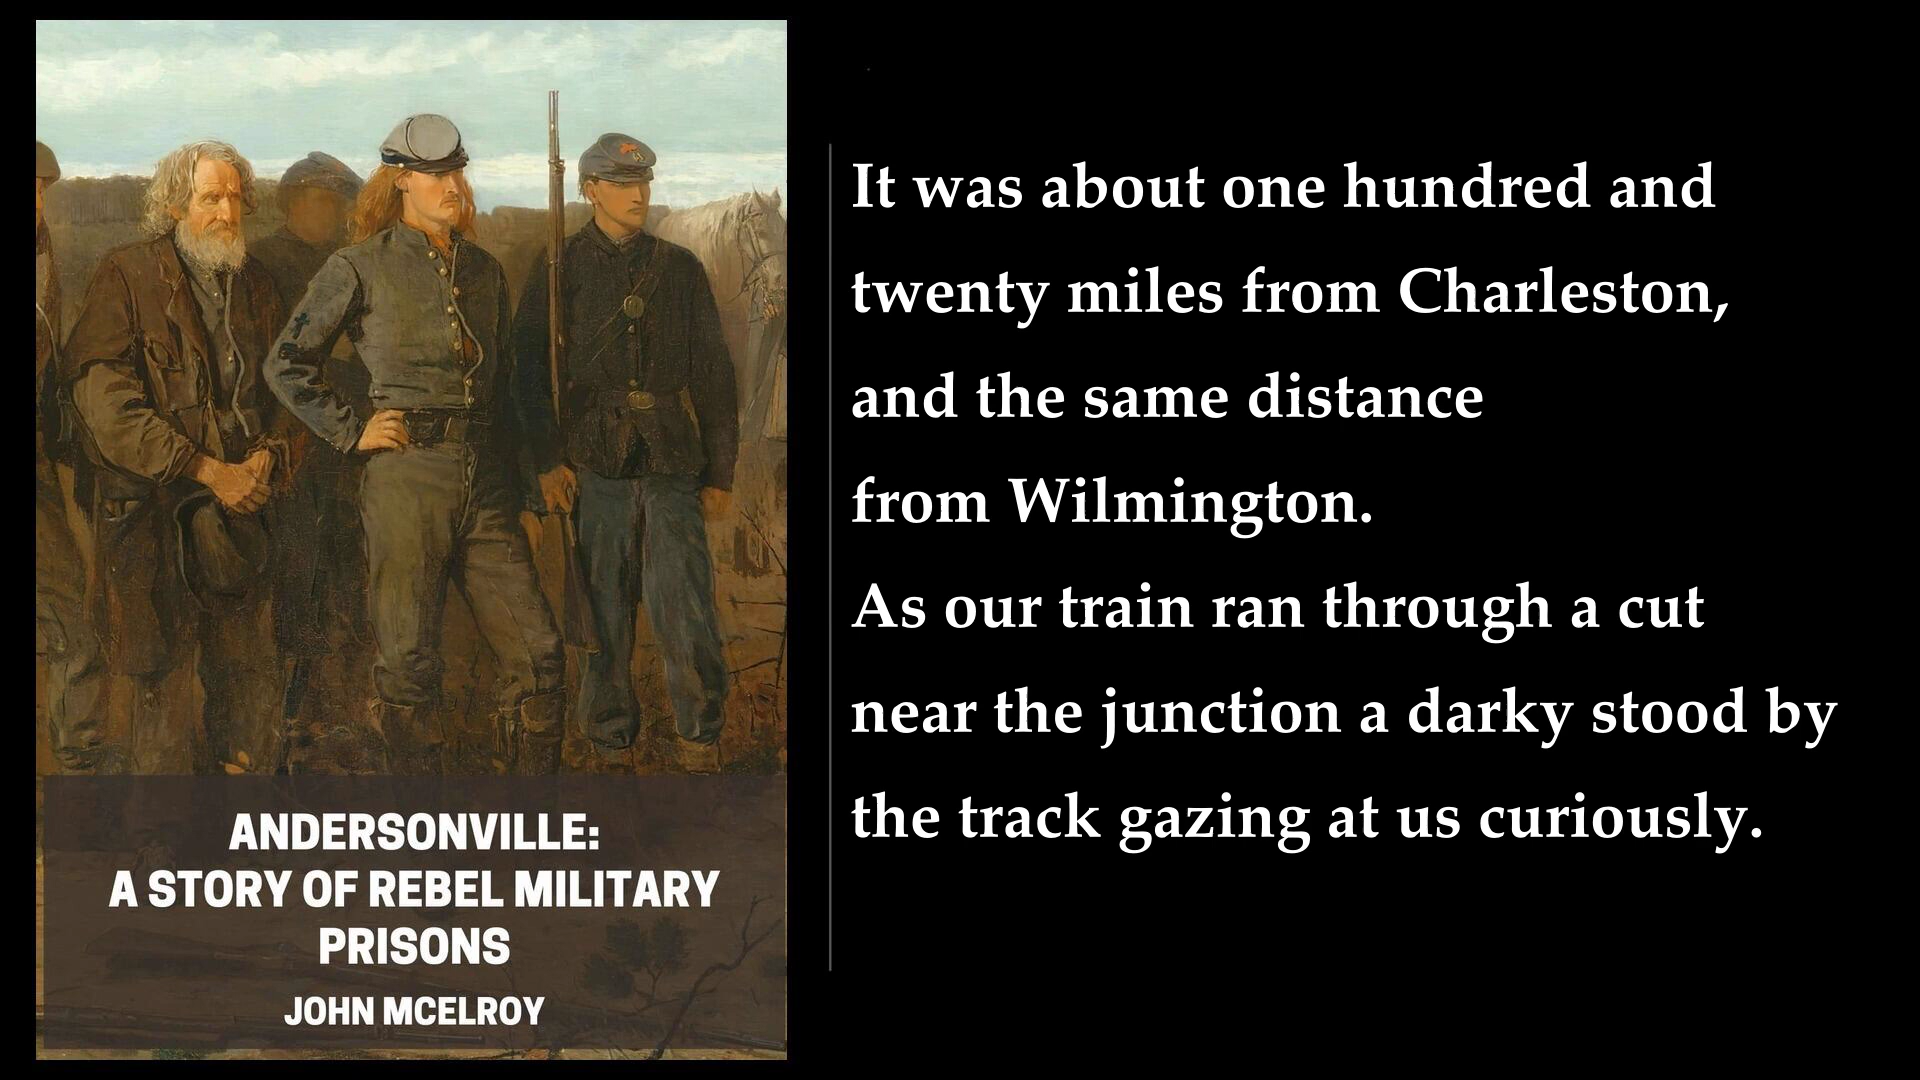 ANDERSONVILLE:
A STORY OF REBEL MILITARY
PRISONS
JOHN MCELROY
It was about one hundred and
twenty miles from Charleston,
and the same distance
from Wilmington.
As our train ran through a cut
near the junction a darky stood by
the track gazing at us curiously.